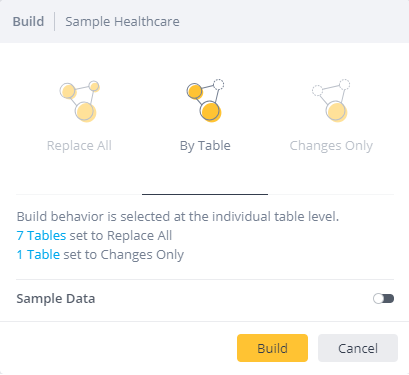 Build | Sample Healthcare
Replace All
By Table
Changes Only
Build behavior is selected at the individual table level.
7 Tables set to Replace All
1 Table set to Changes Only
Sample Data
Build
Cancel